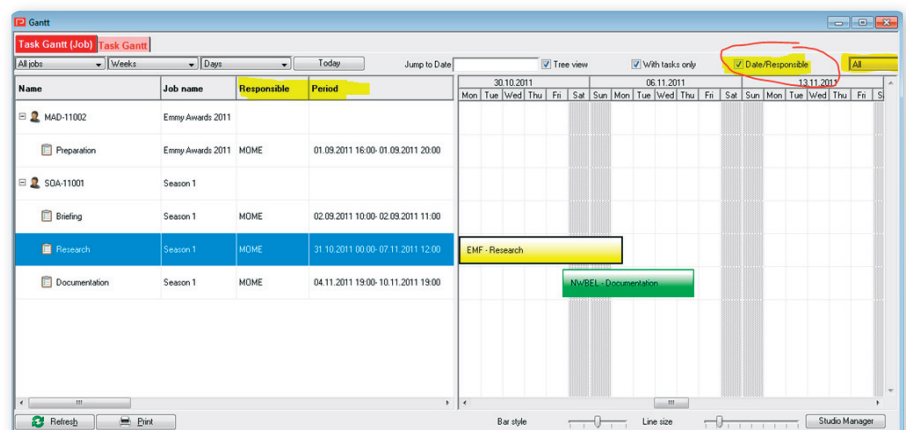 Gantt
Task Gantt (Job) Task Gantt
All jobs Weeks Days Today Jump to Date Tree view With tasks only Date/Responsible All
Name Job name Responsible Period 30.10.2011 06.11.2011 13.11.2011
Mon Tue Wed Thu Fri Sat Sun Mon Tue Wed Thu Fri Sat Sun Mon Tue Wed Thu Fri S
MAD-11002 Emmy Awards 2011
Preparation Emmy Awards 2011 MOME 01.09.2011 16:00- 01.09.2011 20:00
SOA-11001 Season 1
Briefing Season 1 MOME 02.09.2011 10:00- 02.09.2011 11:00
Research Season 1 MOME 31.10.2011 00:00- 07.11.2011 12:00 EMF - Research
Documentation Season 1 MOME 04.11.2011 19:00- 10.11.2011 19:00 NWBEL - Documentation
Refresh Print Bar style Line size Studio Manager